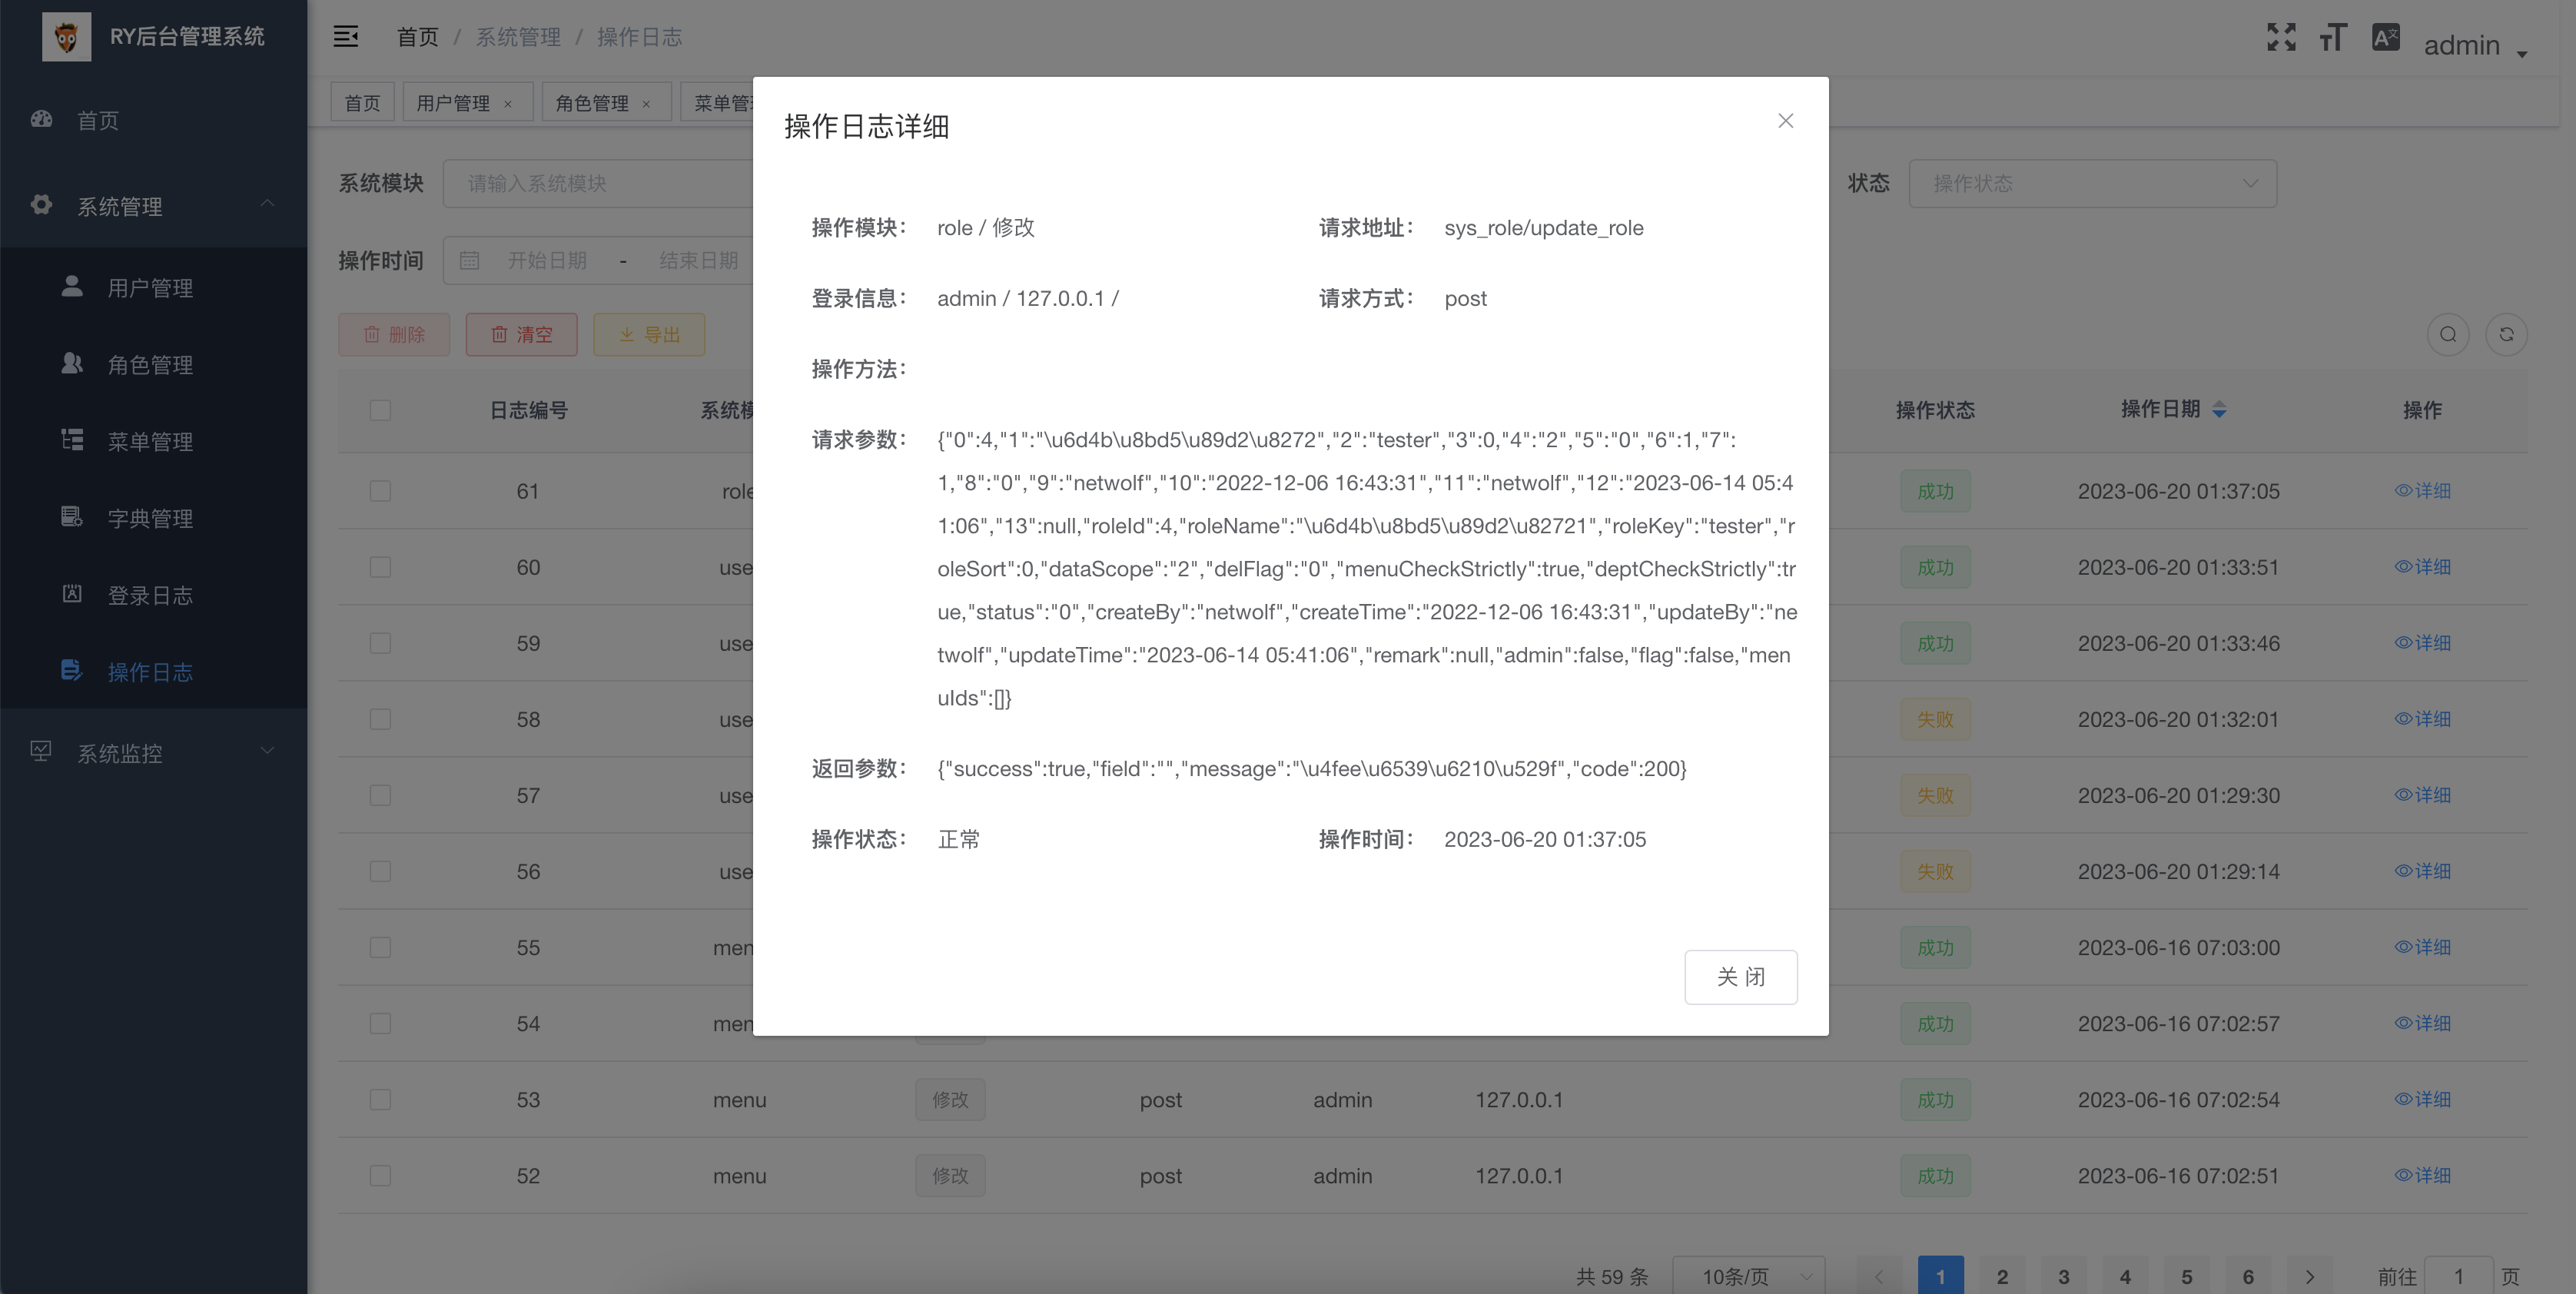 RY后台管理系统
首页
系统管理
用户管理
角色管理
菜单管理
字典管理
登录日志
操作日志
系统监控
首页 / 系统管理 / 操作日志
admin
首页 用户管理 × 角色管理 × 菜单管
系统模块 请输入系统模块 状态 操作状态
操作时间 开始日期 - 结束日期
删除 清空 导出
日志编号 系统模 操作状态 操作日期 操作
61 role 成功 2023-06-20 01:37:05 详细
60 use 成功 2023-06-20 01:33:51 详细
59 use 成功 2023-06-20 01:33:46 详细
58 use 失败 2023-06-20 01:32:01 详细
57 use 失败 2023-06-20 01:29:30 详细
56 use 失败 2023-06-20 01:29:14 详细
55 men 成功 2023-06-16 07:03:00 详细
54 men 成功 2023-06-16 07:02:57 详细
53 menu 修改 post admin 127.0.0.1 成功 2023-06-16 07:02:54 详细
52 menu 修改 post admin 127.0.0.1 成功 2023-06-16 07:02:51 详细
共 59 条 10条/页 1 2 3 4 5 6 前往 1 页
操作日志详细
操作模块： role / 修改 请求地址： sys_role/update_role
登录信息： admin / 127.0.0.1 / 请求方式： post
操作方法：
请求参数： {"0":4,"1":"\u6d4b\u8bd5\u89d2\u8272","2":"tester","3":0,"4":"2","5":"0","6":1,"7":
1,"8":"0","9":"netwolf","10":"2022-12-06 16:43:31","11":"netwolf","12":"2023-06-14 05:4
1:06","13":null,"roleId":4,"roleName":"\u6d4b\u8bd5\u89d2\u82721","roleKey":"tester","r
oleSort":0,"dataScope":"2","delFlag":"0","menuCheckStrictly":true,"deptCheckStrictly":tr
ue,"status":"0","createBy":"netwolf","createTime":"2022-12-06 16:43:31","updateBy":"ne
twolf","updateTime":"2023-06-14 05:41:06","remark":null,"admin":false,"flag":false,"men
uIds":[]}
返回参数： {"success":true,"field":"","message":"\u4fee\u6539\u6210\u529f","code":200}
操作状态： 正常 操作时间： 2023-06-20 01:37:05
关 闭